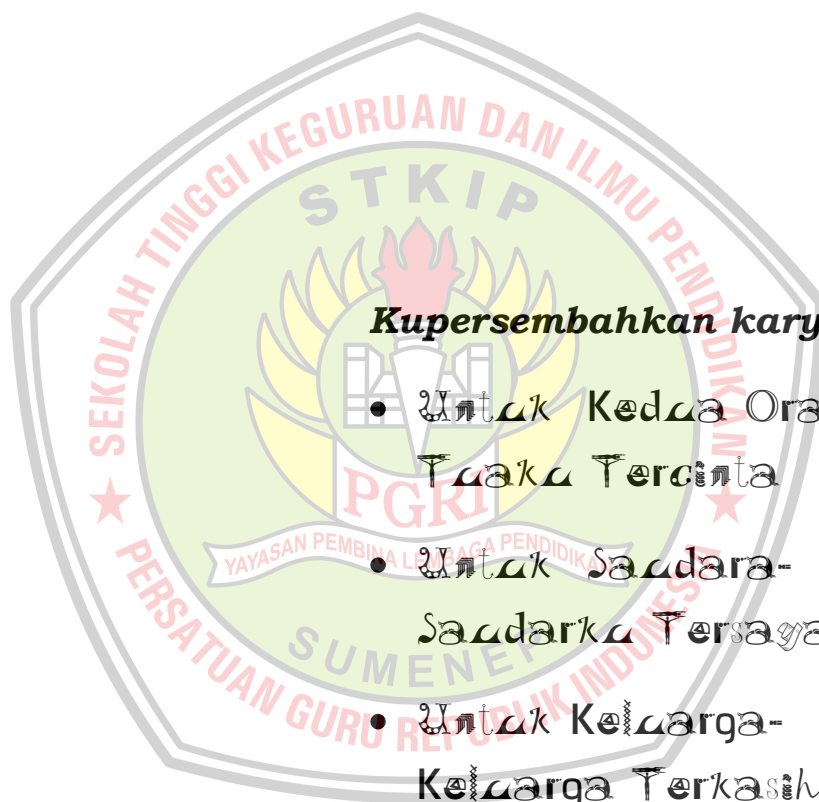 SEKOLAH TINGGI KEGURUAN DAN ILMU PENDIDIKAN
STKIP
Kupersembahkan kary
• Untuk Kedua Ora
Tuaku Tercinta
PGRI
YAYASAN PEMBINA LEMBAGA PENDIDIKAN
• Untuk Saudara-
Saudarku Tersaya
SUMENEP
PERSATUAN GURU REPUBLIK INDONESIA
• Untuk Keluarga-
Keluarga Terkasih